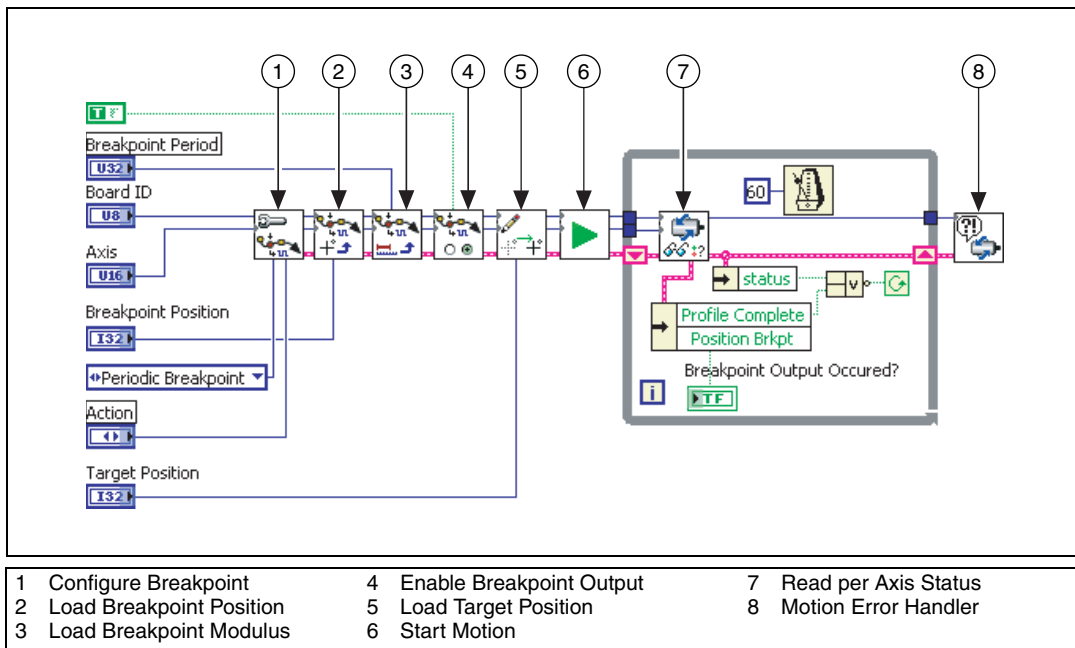 1 2 3 4 5 6 7 8
T F
Breakpoint Period
U32
Board ID
U8
60
Axis
U16
status
v
Profile Complete
Position Brkpt
Breakpoint Position
I32
Periodic Breakpoint
Breakpoint Output Occured?
i
TF
Action
Target Position
I32
?!
1 Configure Breakpoint
2 Load Breakpoint Position
3 Load Breakpoint Modulus
4 Enable Breakpoint Output
5 Load Target Position
6 Start Motion
7 Read per Axis Status
8 Motion Error Handler